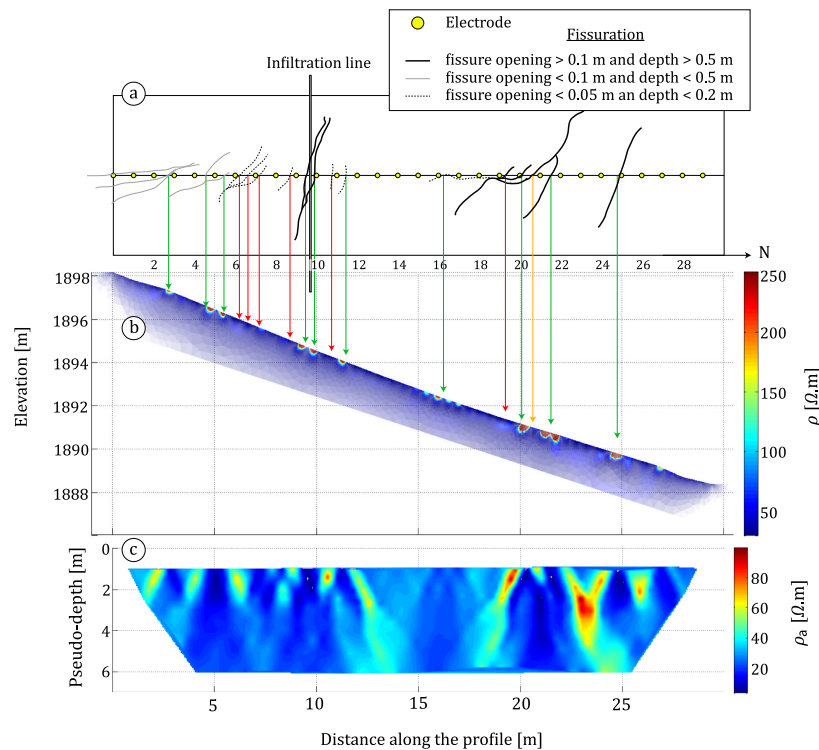 Electrode
Fissuration
fissure opening > 0.1 m and depth > 0.5 m
fissure opening < 0.1 m and depth < 0.5 m
fissure opening < 0.05 m an depth < 0.2 m
Infiltration line
a
2 4 6 8 10 12 14 16 18 20 22 24 26 28 N
1898
1896
1894
1892
1890
1888
Elevation [m]
b
250
200
150
100
50
ρ [Ω.m]
c
0
2
4
6
Pseudo-depth [m]
80
60
40
20
ρa [Ω.m]
5 10 15 20 25
Distance along the profile [m]